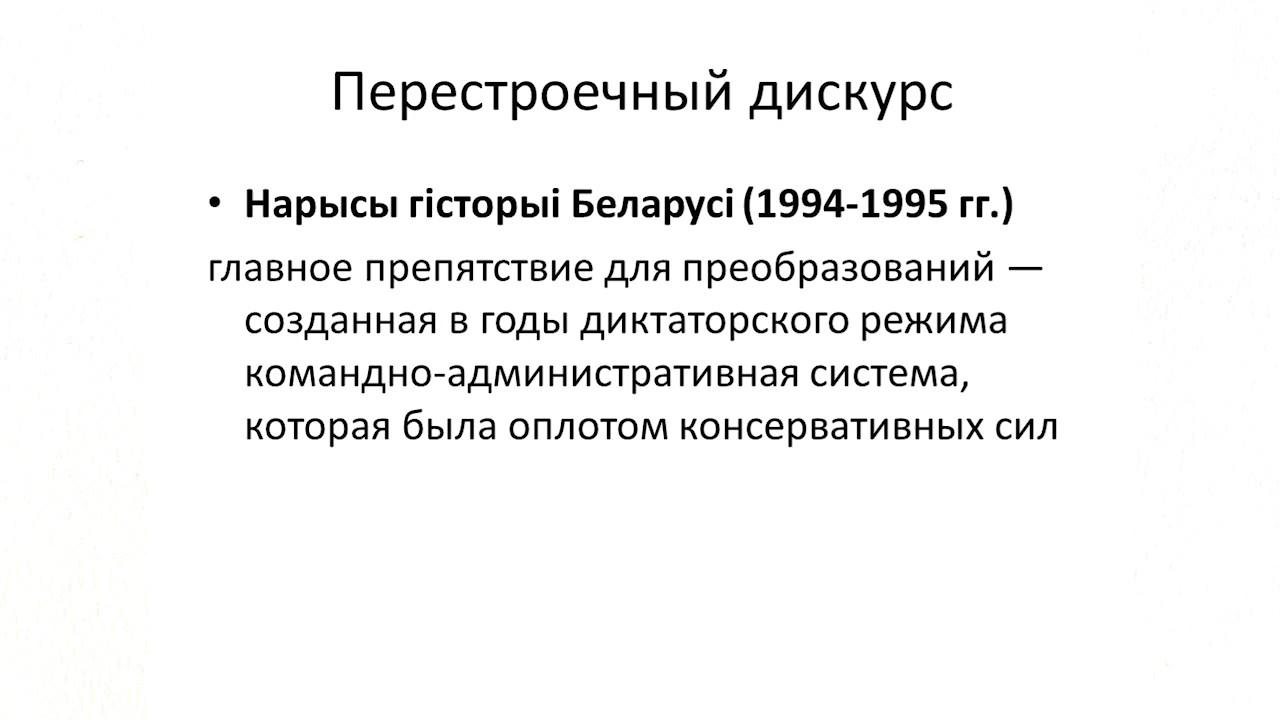 Перестроечный дискурс
• Нарысы гісторыі Беларусі (1994-1995 гг.)
главное препятствие для преобразований —
созданная в годы диктаторского режима
командно-административная система,
которая была оплотом консервативных сил